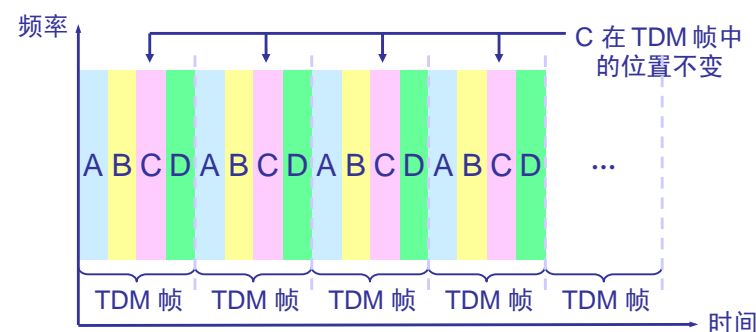 频率
C 在 TDM 帧中
的位置不变
A B C D A B C D A B C D A B C D ...
TDM 帧 TDM 帧 TDM 帧 TDM 帧 TDM 帧
时间